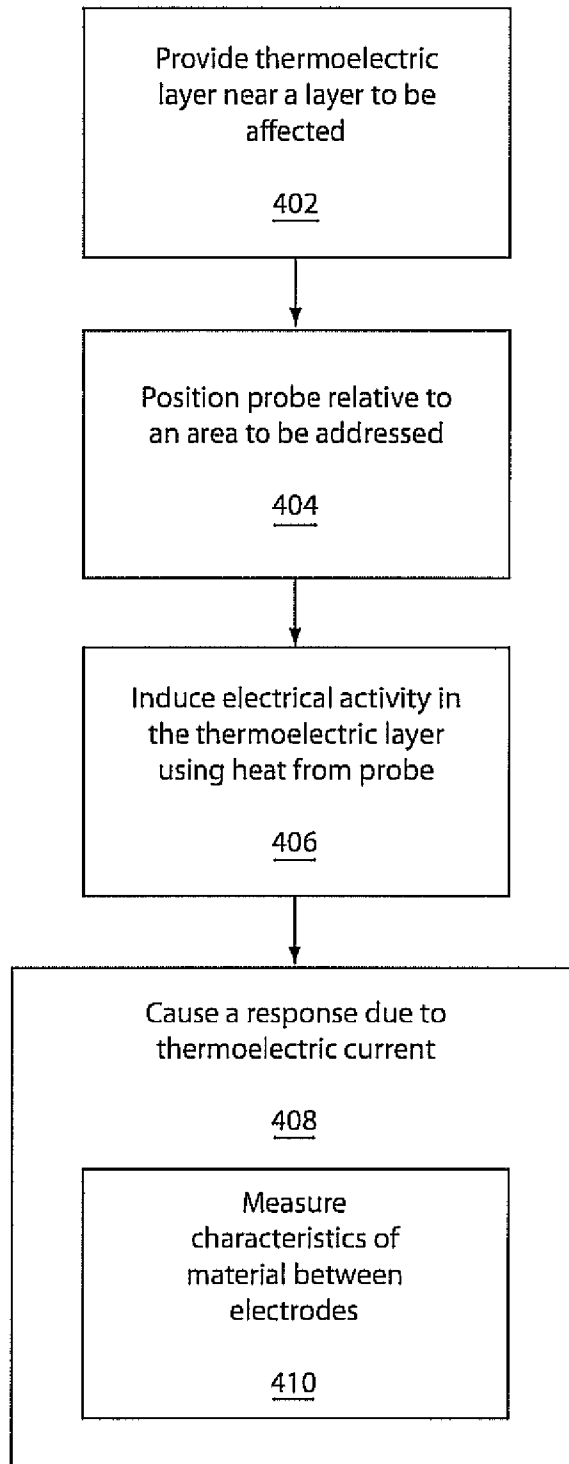 Provide thermoelectric
layer near a layer to be
affected
402
Position probe relative to
an area to be addressed
404
Induce electrical activity in
the thermoelectric layer
using heat from probe
406
Cause a response due to
thermoelectric current
408
Measure
characteristics of
material between
electrodes
410